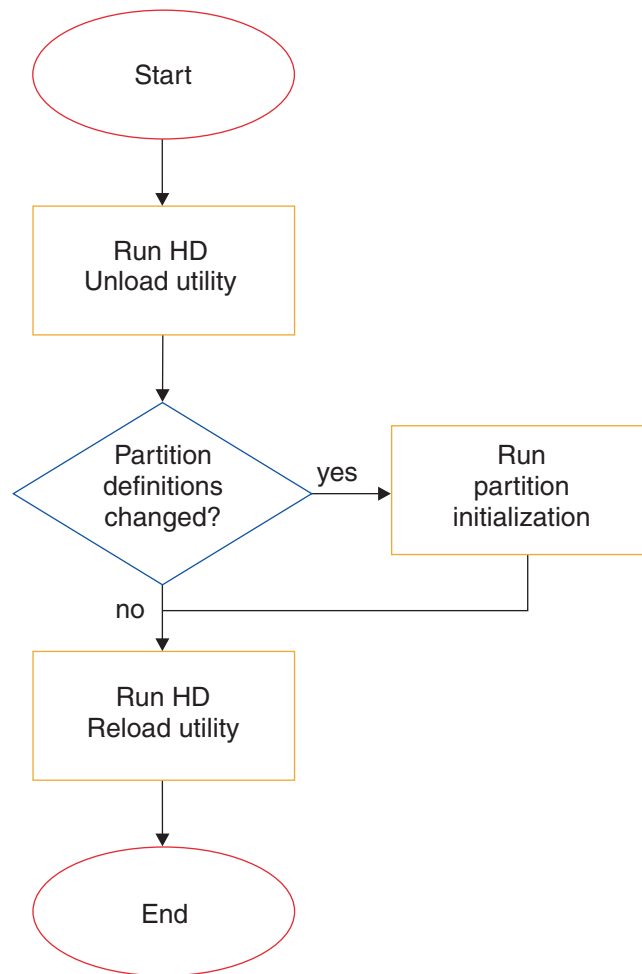 Start
Run HD
Unload utility
Partition
definitions
changed?
yes
Run
partition
initialization
no
Run HD
Reload utility
End